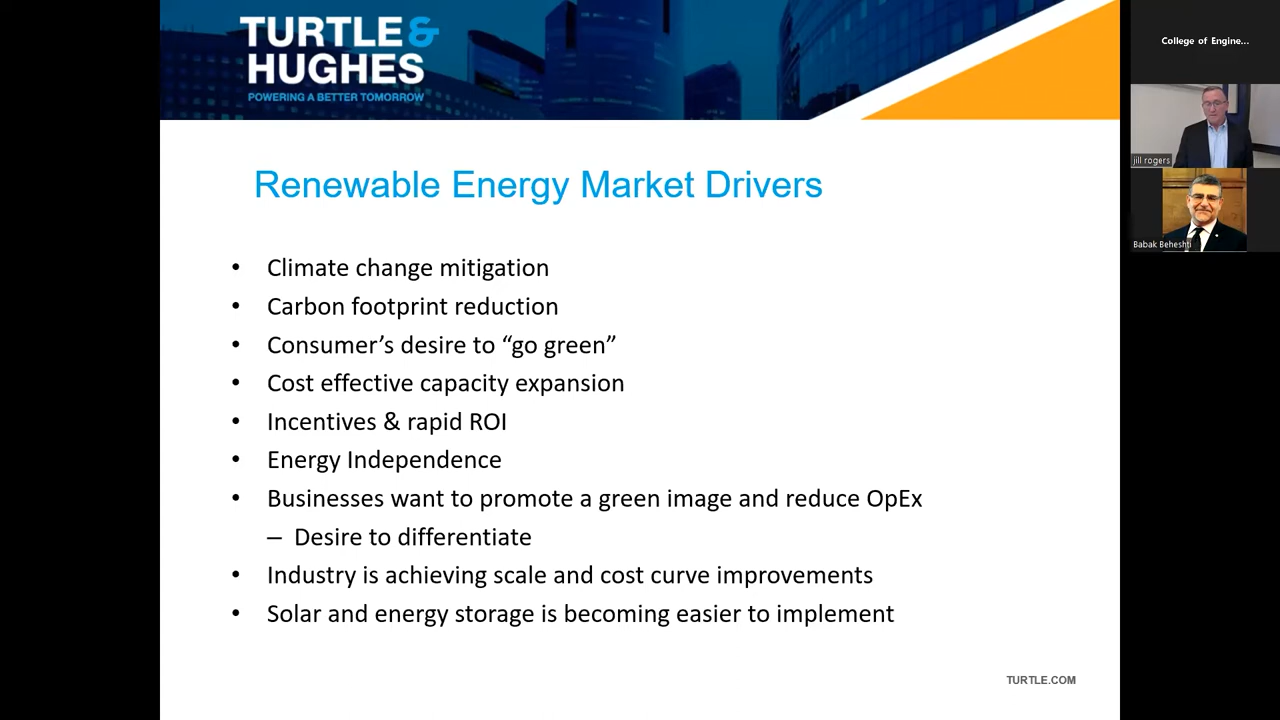 TURTLE &
HUGHES
POWERING A BETTER TOMORROW
Renewable Energy Market Drivers
• Climate change mitigation
• Carbon footprint reduction
• Consumer’s desire to “go green”
• Cost effective capacity expansion
• Incentives & rapid ROI
• Energy Independence
• Businesses want to promote a green image and reduce OpEx
– Desire to differentiate
• Industry is achieving scale and cost curve improvements
• Solar and energy storage is becoming easier to implement
TURTLE.COM
College of Engine...
jill rogers
Babak Beheshti